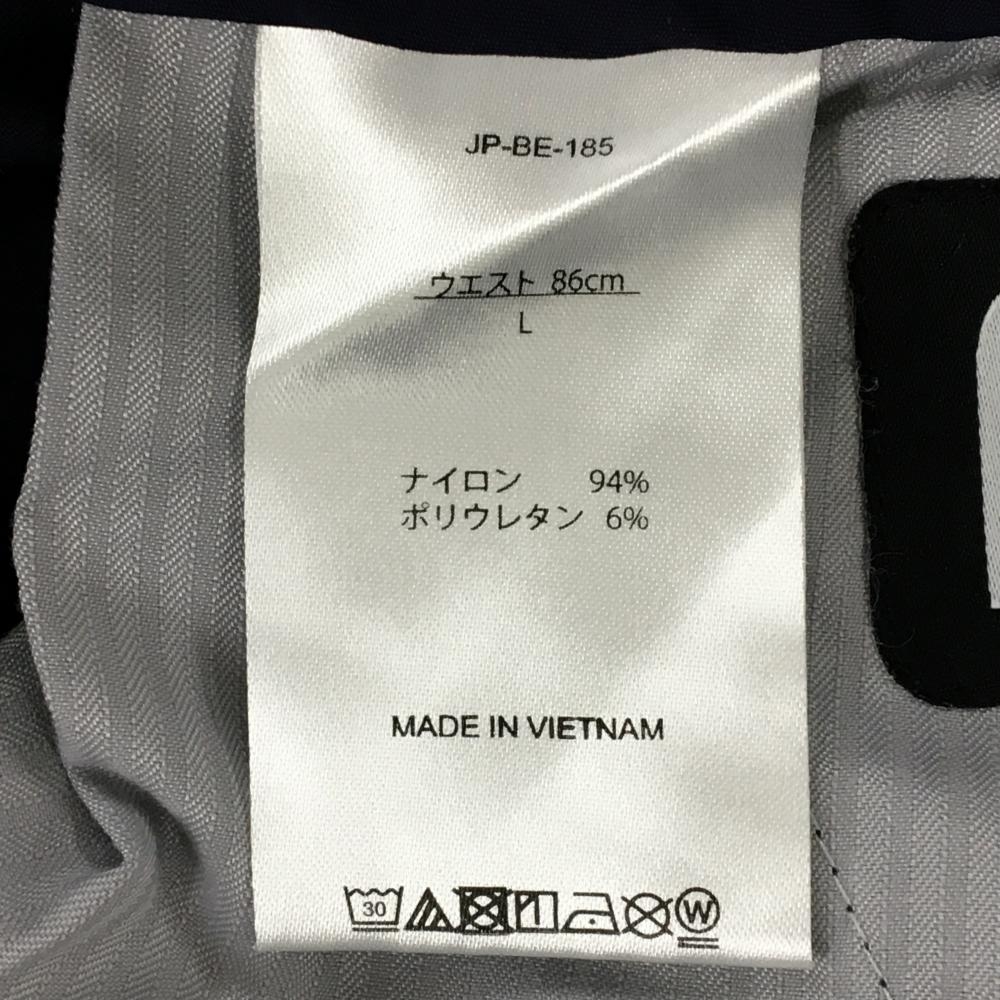 JP-BE-185
ウエスト 86cm
L
ナイロン 94%
ポリウレタン 6%
MADE IN VIETNAM
30 W